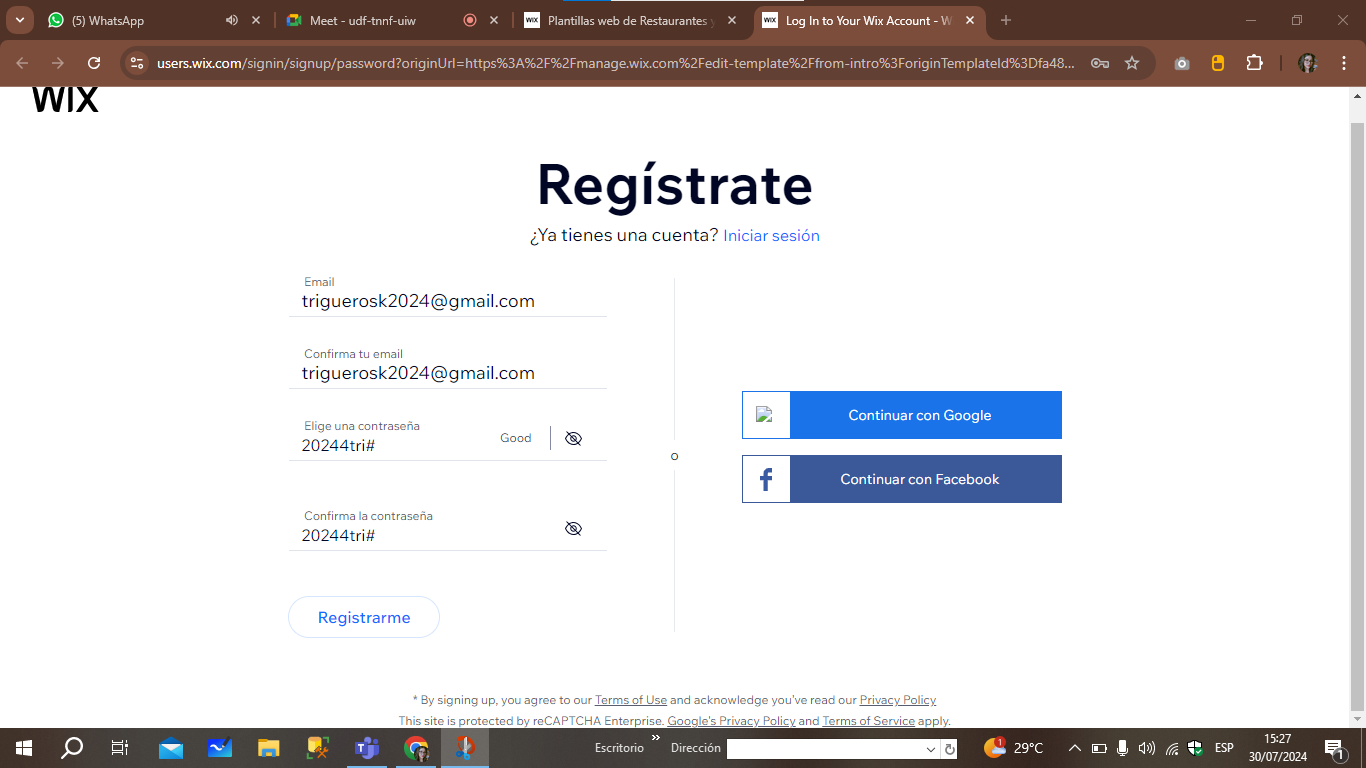 (5) WhatsApp
Meet - udf-tnnf-uiw
WIX Plantillas web de Restaurantes y
WIX Log In to Your Wix Account - W
users.wix.com/signin/signup/password?originUrl=https%3A%2F%2Fmanage.wix.com%2Fedit-template%2Ffrom-intro%3ForiginTemplateId%3Dfa48...
WIX
Regístrate
¿Ya tienes una cuenta? Iniciar sesión
Email
triguerosk2024@gmail.com
Confirma tu email
triguerosk2024@gmail.com
Elige una contraseña
20244tri#
Good
Confirma la contraseña
20244tri#
Registrarme
o
Continuar con Google
Continuar con Facebook
* By signing up, you agree to our Terms of Use and acknowledge you've read our Privacy Policy
This site is protected by reCAPTCHA Enterprise. Google's Privacy Policy and Terms of Service apply.
Escritorio
»
Dirección
1
29°C
ESP
15:27
30/07/2024
1